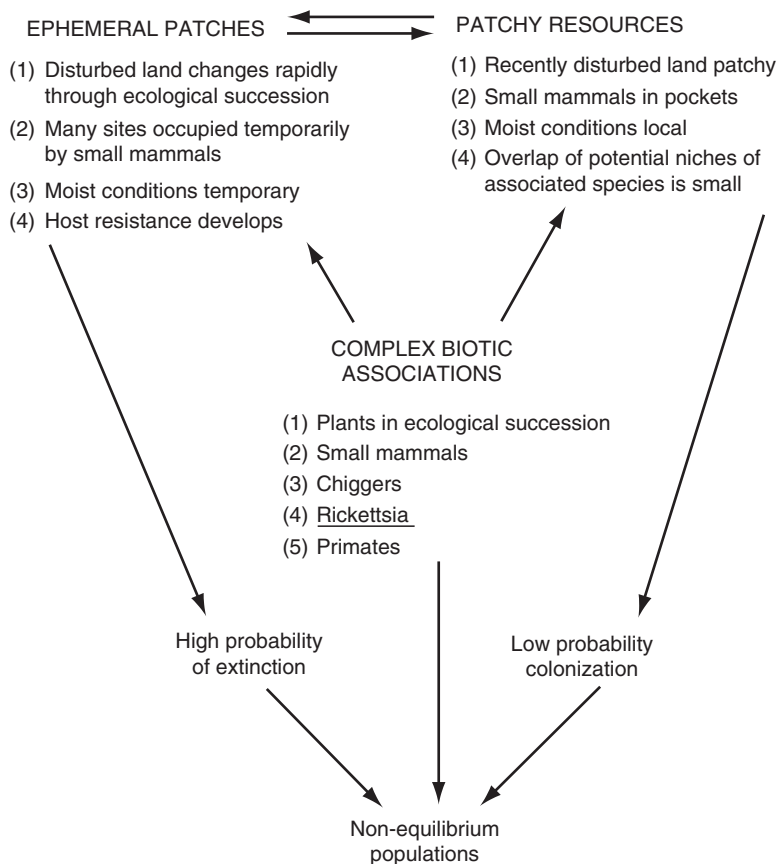 EPHEMERAL PATCHES
(1) Disturbed land changes rapidly
through ecological succession
(2) Many sites occupied temporarily
by small mammals
(3) Moist conditions temporary
(4) Host resistance develops
PATCHY RESOURCES
(1) Recently disturbed land patchy
(2) Small mammals in pockets
(3) Moist conditions local
(4) Overlap of potential niches of
associated species is small
COMPLEX BIOTIC
ASSOCIATIONS
(1) Plants in ecological succession
(2) Small mammals
(3) Chiggers
(4) Rickettsia
(5) Primates
High probability
of extinction
Low probability
colonization
Non-equilibrium
populations